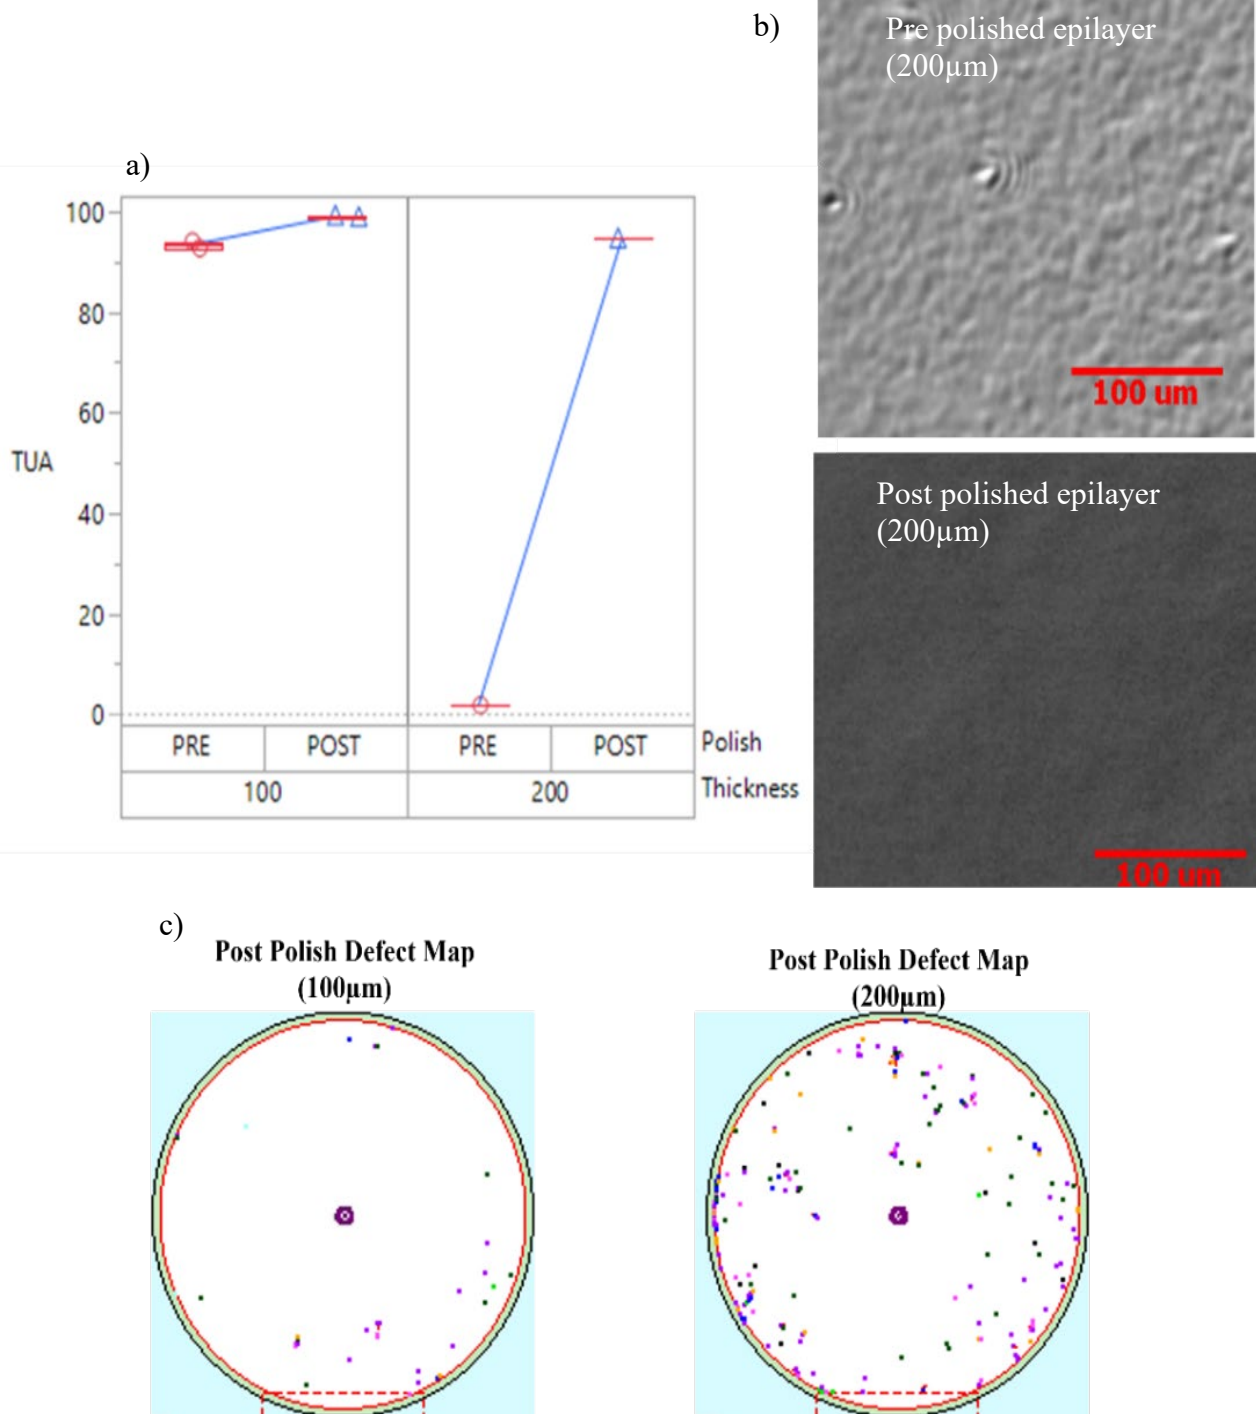 a)
100
80
60
TUA
40
20
0
PRE POST PRE POST Polish
100 200 Thickness
b)
Pre polished epilayer
(200µm)
100 um
Post polished epilayer
(200µm)
100 um
c)
Post Polish Defect Map
(100µm)
Post Polish Defect Map
(200µm)